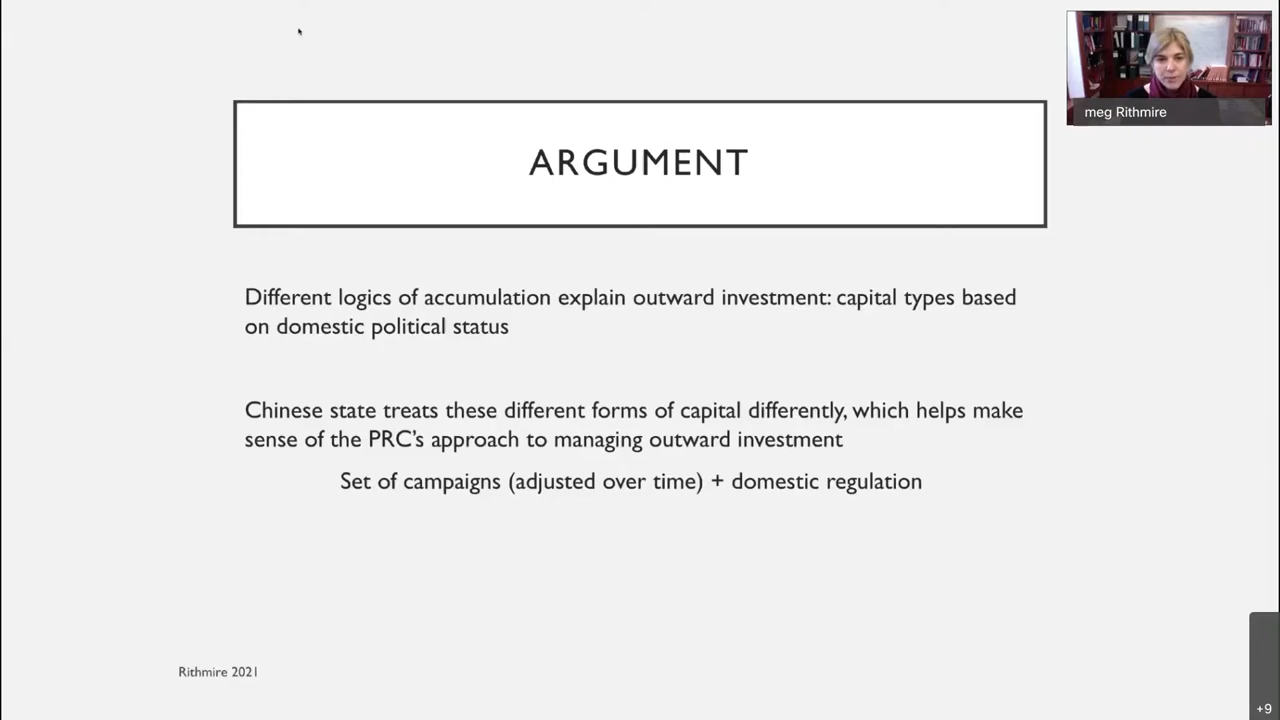 meg Rithmire
ARGUMENT
Different logics of accumulation explain outward investment: capital types based
on domestic political status
Chinese state treats these different forms of capital differently, which helps make
sense of the PRC's approach to managing outward investment
Set of campaigns (adjusted over time) + domestic regulation
Rithmire 2021
+9